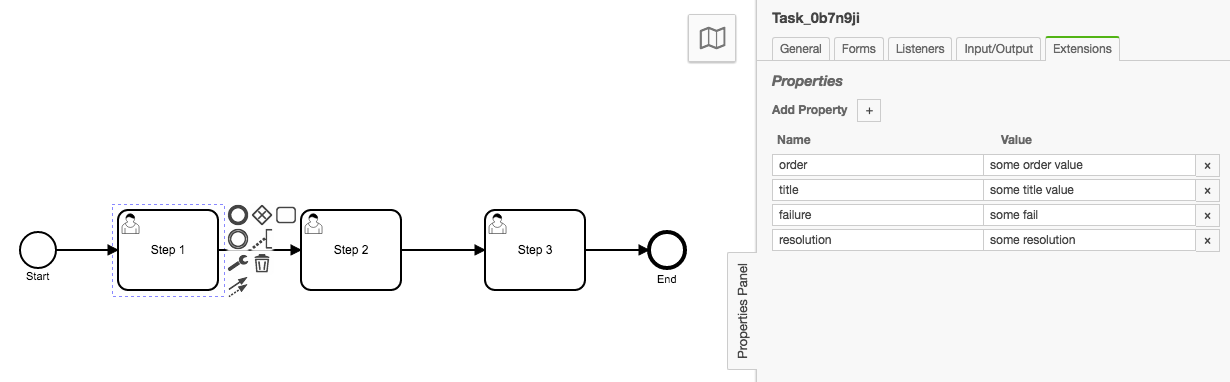 Start
Step 1
Step 2
Step 3
End
Properties Panel
Task_0b7n9ji
General Forms Listeners Input/Output Extensions
Properties
Add Property +
Name Value
order some order value ×
title some title value ×
failure some fail ×
resolution some resolution ×